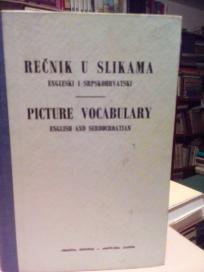 REČNIK U SLIKAMA
ENGLESKI I SRPSKOHRVATSKI
PICTURE VOCABULARY
ENGLISH AND SERBOCROATIAN